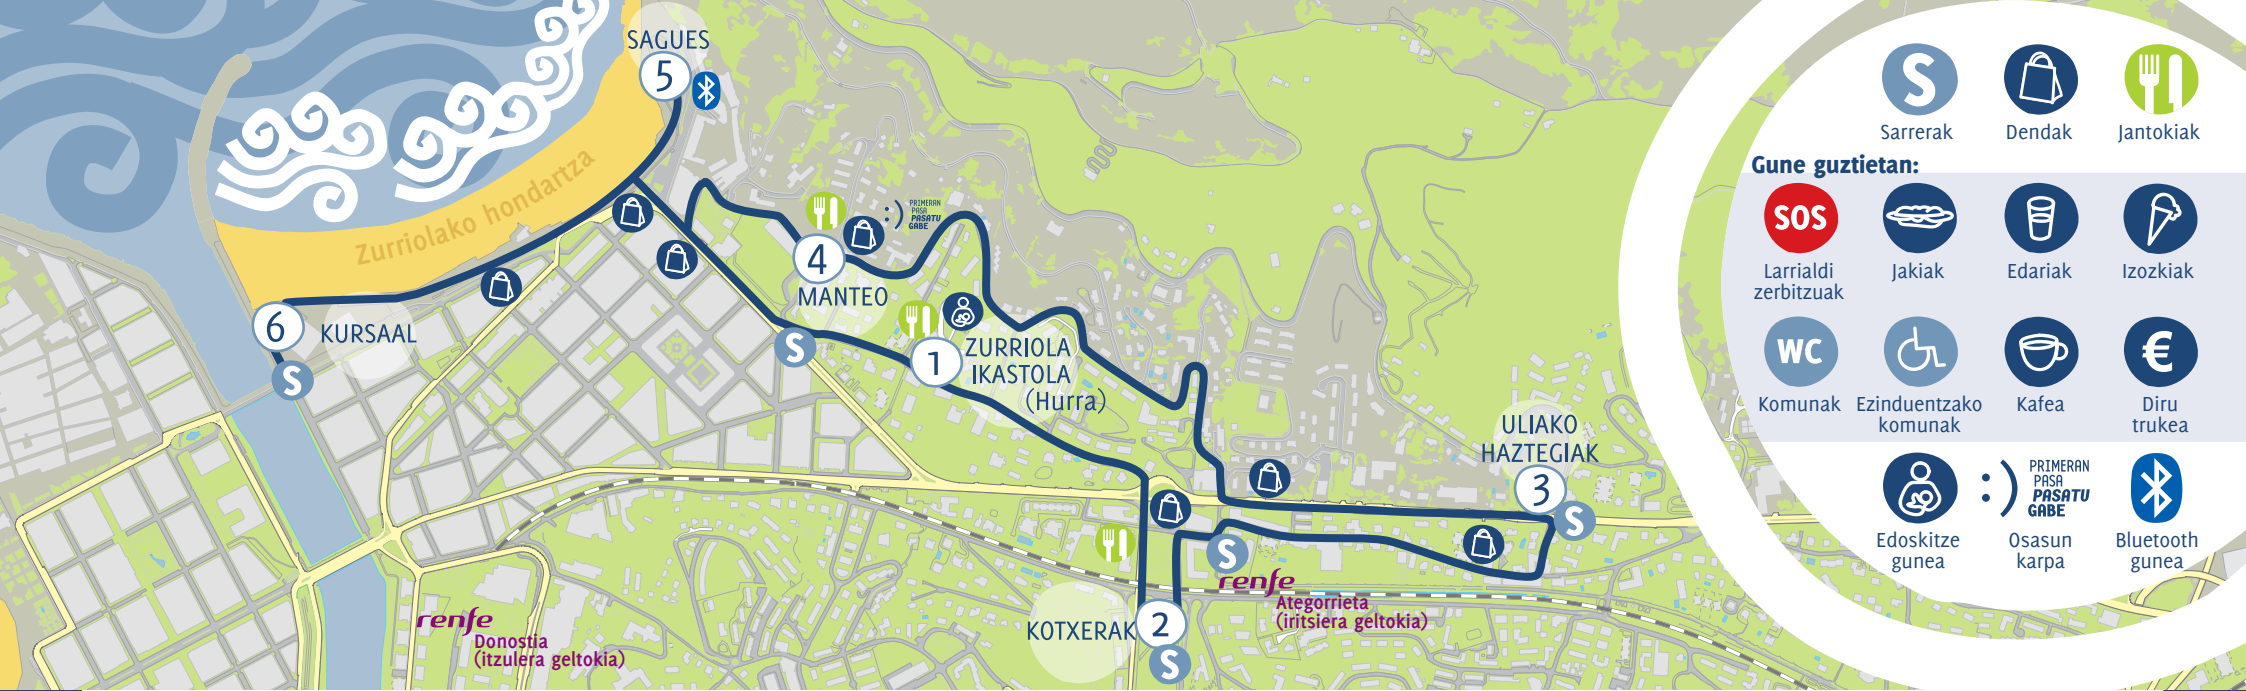 SAGUES
5
Zurriolako hondartza
PRIMERAN
PASA
PASATU
GABE
:)
4
MANTEO
6
KURSAAL
S
S
1
ZURRIOLA
IKASTOLA
(Hurra)
ULIAKO
HAZTEGIAK
3
S
S
renfe
Ategorrieta
(iritsiera geltokia)
KOTXERAK
2
S
renfe
Donostia
(itzulera geltokia)
S
Sarrerak
Dendak
Jantokiak
Gune guztietan:
SOS
Larrialdi
zerbitzuak
Jakiak
Edariak
Izozkiak
WC
€
Komunak
Ezinduentzako
komunak
Kafea
Diru
trukea
:)
PRIMERAN
PASA
PASATU
GABE
Edoskitze
gunea
Osasun
karpa
Bluetooth
gunea